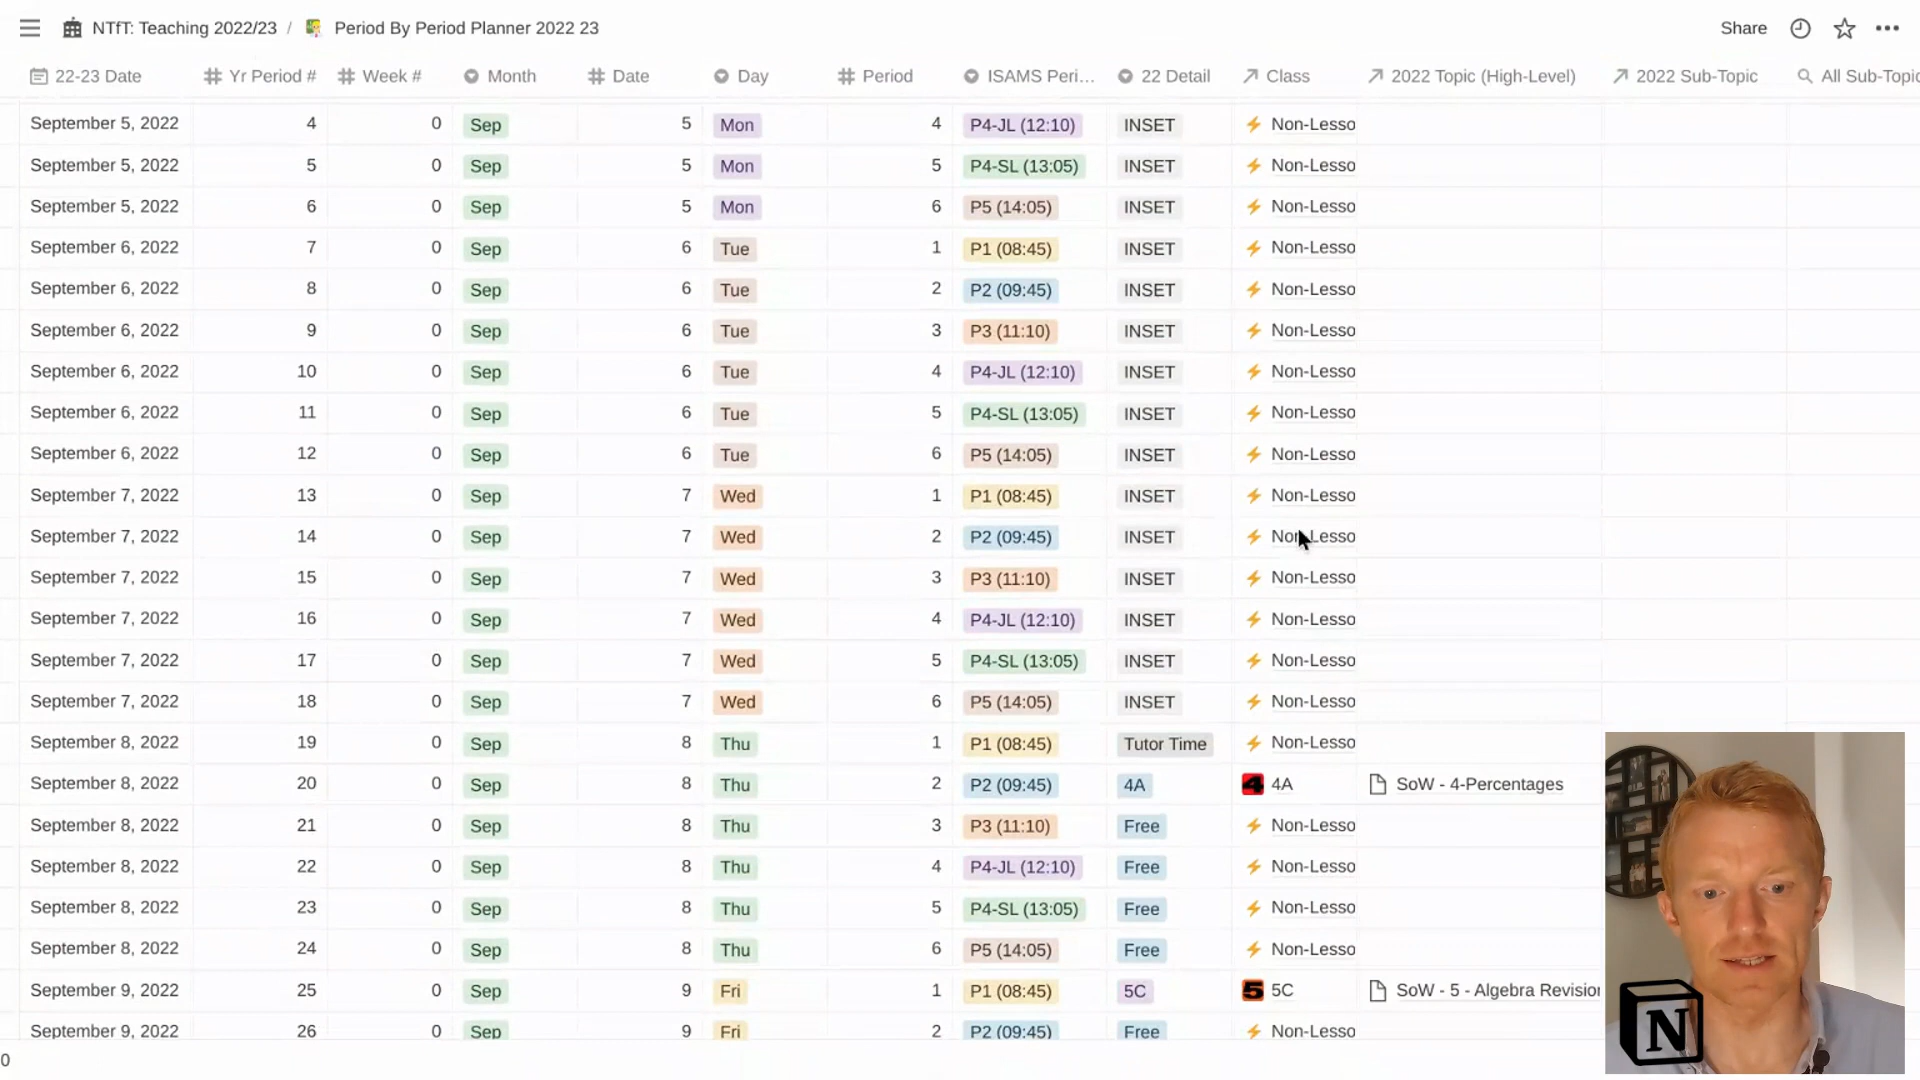 NTfT: Teaching 2022/23 / Period By Period Planner 2022 23 Share
22-23 Date Yr Period # Week # Month Date Day Period ISAMS Peri... 22 Detail Class 2022 Topic (High-Level) 2022 Sub-Topic All Sub-Topic
September 5, 2022 4 0 Sep 5 Mon 4 P4-JL (12:10) INSET Non-Lesso
September 5, 2022 5 0 Sep 5 Mon 5 P4-SL (13:05) INSET Non-Lesso
September 5, 2022 6 0 Sep 5 Mon 6 P5 (14:05) INSET Non-Lesso
September 6, 2022 7 0 Sep 6 Tue 1 P1 (08:45) INSET Non-Lesso
September 6, 2022 8 0 Sep 6 Tue 2 P2 (09:45) INSET Non-Lesso
September 6, 2022 9 0 Sep 6 Tue 3 P3 (11:10) INSET Non-Lesso
September 6, 2022 10 0 Sep 6 Tue 4 P4-JL (12:10) INSET Non-Lesso
September 6, 2022 11 0 Sep 6 Tue 5 P4-SL (13:05) INSET Non-Lesso
September 6, 2022 12 0 Sep 6 Tue 6 P5 (14:05) INSET Non-Lesso
September 7, 2022 13 0 Sep 7 Wed 1 P1 (08:45) INSET Non-Lesso
September 7, 2022 14 0 Sep 7 Wed 2 P2 (09:45) INSET Non-Lesso
September 7, 2022 15 0 Sep 7 Wed 3 P3 (11:10) INSET Non-Lesso
September 7, 2022 16 0 Sep 7 Wed 4 P4-JL (12:10) INSET Non-Lesso
September 7, 2022 17 0 Sep 7 Wed 5 P4-SL (13:05) INSET Non-Lesso
September 7, 2022 18 0 Sep 7 Wed 6 P5 (14:05) INSET Non-Lesso
September 8, 2022 19 0 Sep 8 Thu 1 P1 (08:45) Tutor Time Non-Lesso
September 8, 2022 20 0 Sep 8 Thu 2 P2 (09:45) 4A 4 4A SoW - 4-Percentages
September 8, 2022 21 0 Sep 8 Thu 3 P3 (11:10) Free Non-Lesso
September 8, 2022 22 0 Sep 8 Thu 4 P4-JL (12:10) Free Non-Lesso
September 8, 2022 23 0 Sep 8 Thu 5 P4-SL (13:05) Free Non-Lesso
September 8, 2022 24 0 Sep 8 Thu 6 P5 (14:05) Free Non-Lesso
September 9, 2022 25 0 Sep 9 Fri 1 P1 (08:45) 5C 5 5C SoW - 5 - Algebra Revision
September 9, 2022 26 0 Sep 9 Fri 2 P2 (09:45) Free Non-Lesso
0
N